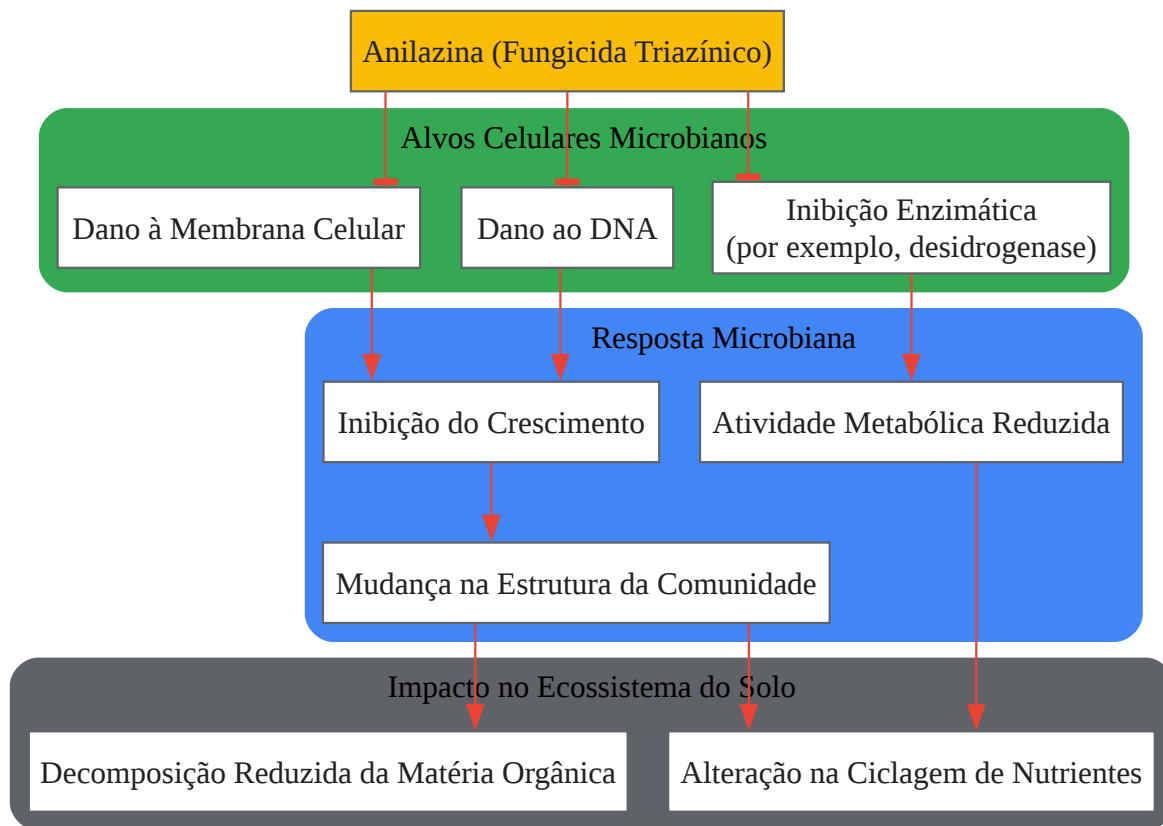 Anilazina (Fungicida Triazínico)
Alvos Celulares Microbianos
Dano à Membrana Celular
Dano ao DNA
Inibição Enzimática
(por exemplo, desidrogenase)
Resposta Microbiana
Inibição do Crescimento
Atividade Metabólica Reduzida
Mudança na Estrutura da Comunidade
Impacto no Ecossistema do Solo
Decomposição Reduzida da Matéria Orgânica
Alteração na Ciclagem de Nutrientes